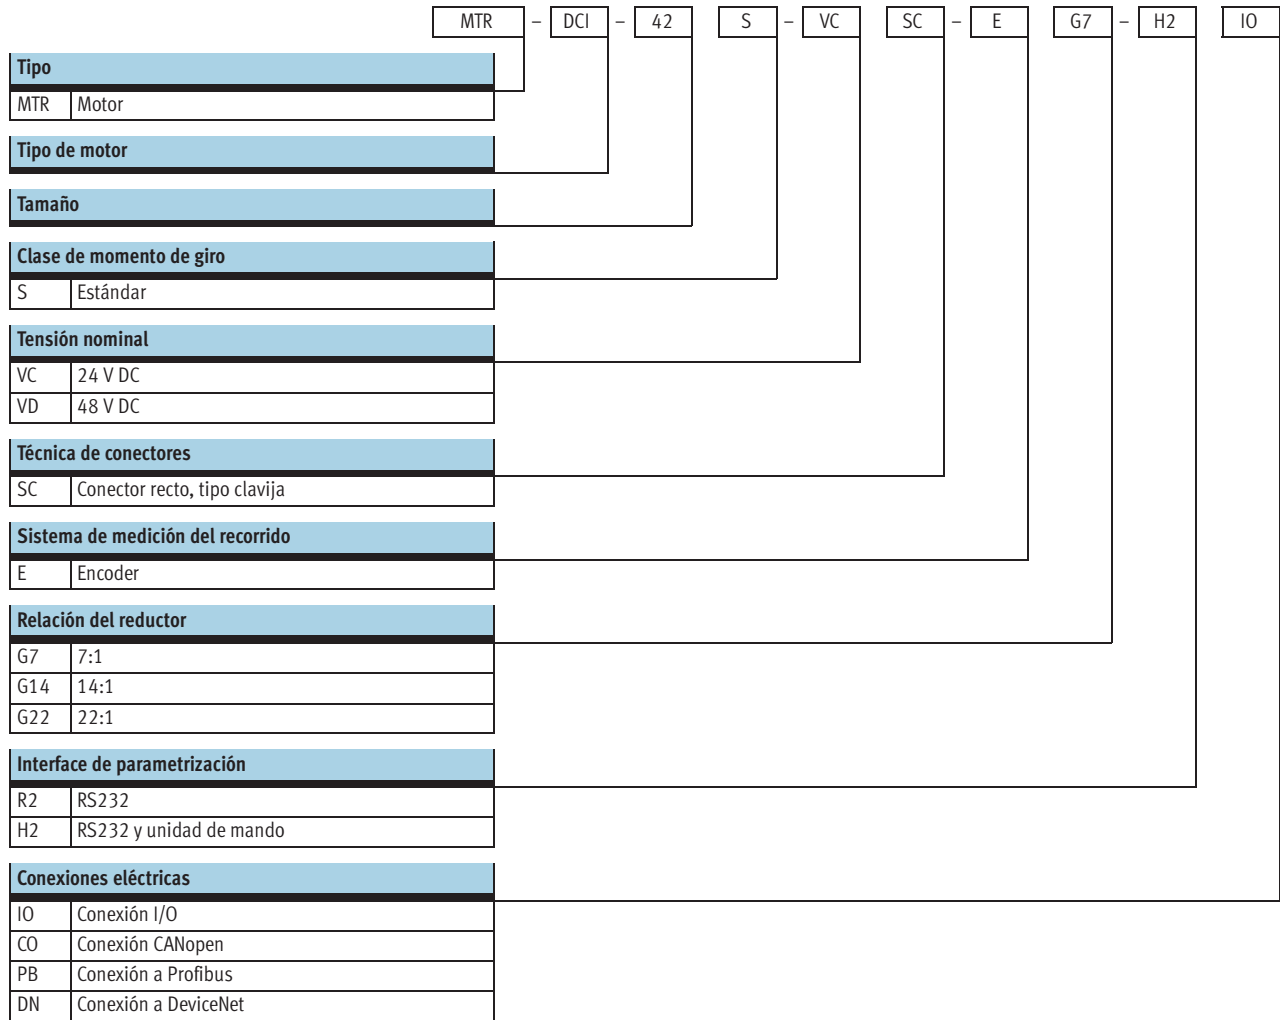 MTR – DCI – 42 S – VC SC – E G7 – H2 IO
Tipo
MTR Motor
Tipo de motor
Tamaño
Clase de momento de giro
S Estándar
Tensión nominal
VC 24 V DC
VD 48 V DC
Técnica de conectores
SC Conector recto, tipo clavija
Sistema de medición del recorrido
E Encoder
Relación del reductor
G7 7:1
G14 14:1
G22 22:1
Interface de parametrización
R2 RS232
H2 RS232 y unidad de mando
Conexiones eléctricas
IO Conexión I/O
CO Conexión CANopen
PB Conexión a Profibus
DN Conexión a DeviceNet